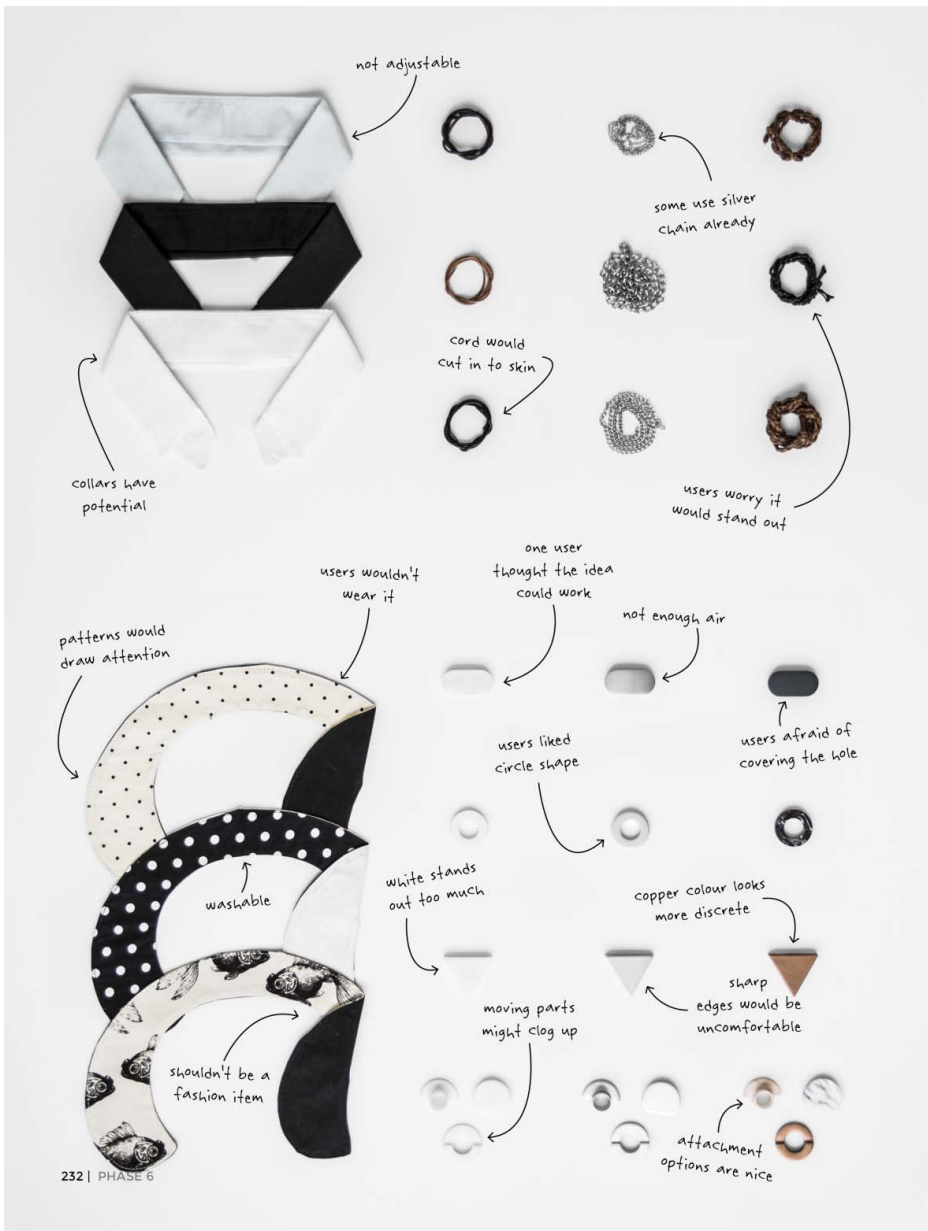 not adjustable
some use silver
chain already
cord would
cut in to skin
collars have
potential
users worry it
would stand out
one user
thought the idea
could work
users wouldn't
wear it
not enough air
patterns would
draw attention
users afraid of
covering the hole
users liked
circle shape
white stands
out too much
copper colour looks
more discrete
washable
sharp
edges would be
uncomfortable
moving parts
might clog up
shouldn't be a
fashion item
attachment
options are nice
232 | PHASE 6